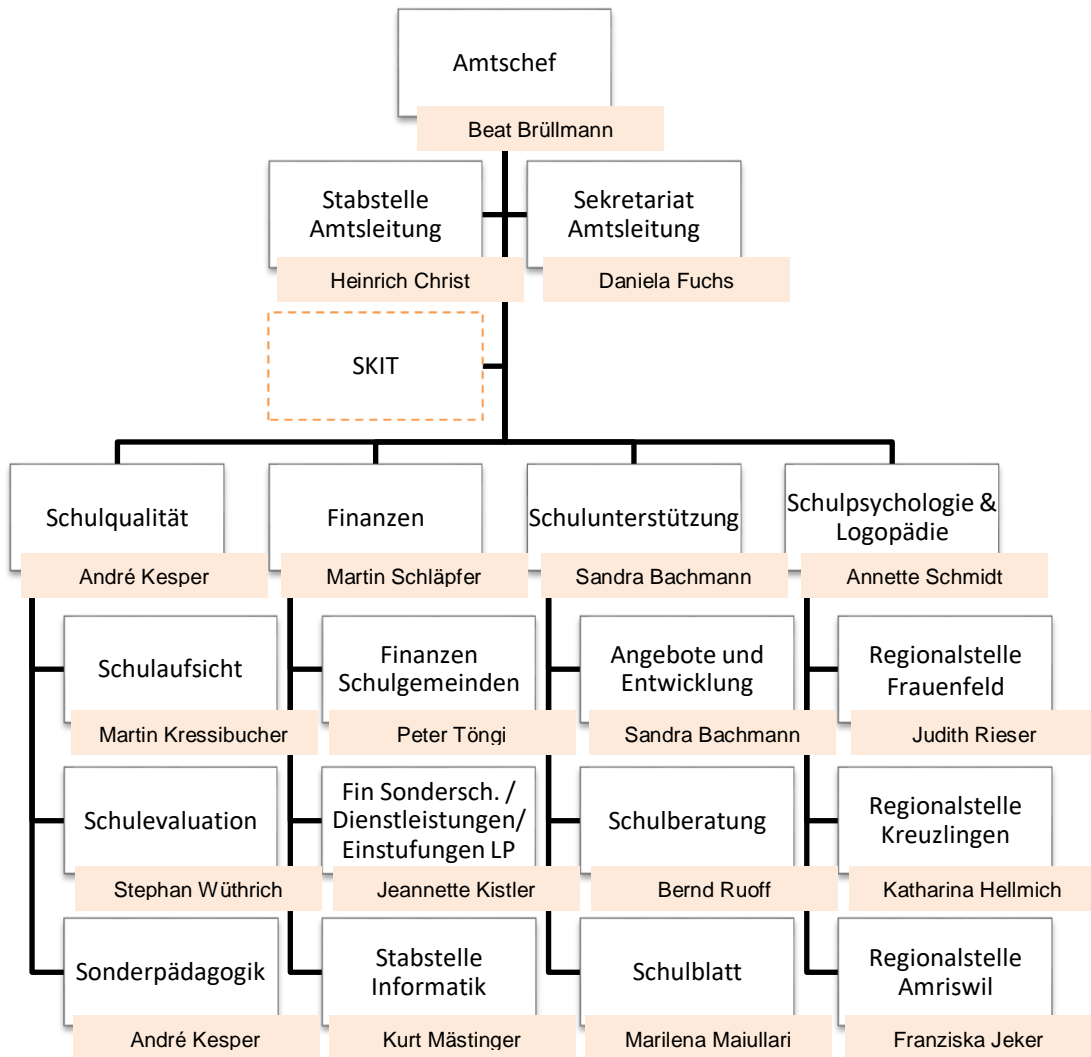 Amtschef
Beat Brüllmann
Stabstelle
Amtsleitung
Heinrich Christ
Sekretariat
Amtsleitung
Daniela Fuchs
SKIT
Schulqualität
André Kesper
Finanzen
Martin Schläpfer
Schulunterstützung
Sandra Bachmann
Schulpsychologie &
Logopädie
Annette Schmidt
Schulaufsicht
Martin Kressibucher
Finanzen
Schulgemeinden
Peter Töngi
Angebote und
Entwicklung
Sandra Bachmann
Regionalstelle
Frauenfeld
Judith Rieser
Schulevaluation
Stephan Wüthrich
Fin Sondersch. /
Dienstleistungen/
Einstufungen LP
Jeannette Kistler
Schulberatung
Bernd Ruoff
Regionalstelle
Kreuzlingen
Katharina Hellmich
Sonderpädagogik
André Kesper
Stabstelle
Informatik
Kurt Mästinger
Schulblatt
Marilena Maiullari
Regionalstelle
Amriswil
Franziska Jeker